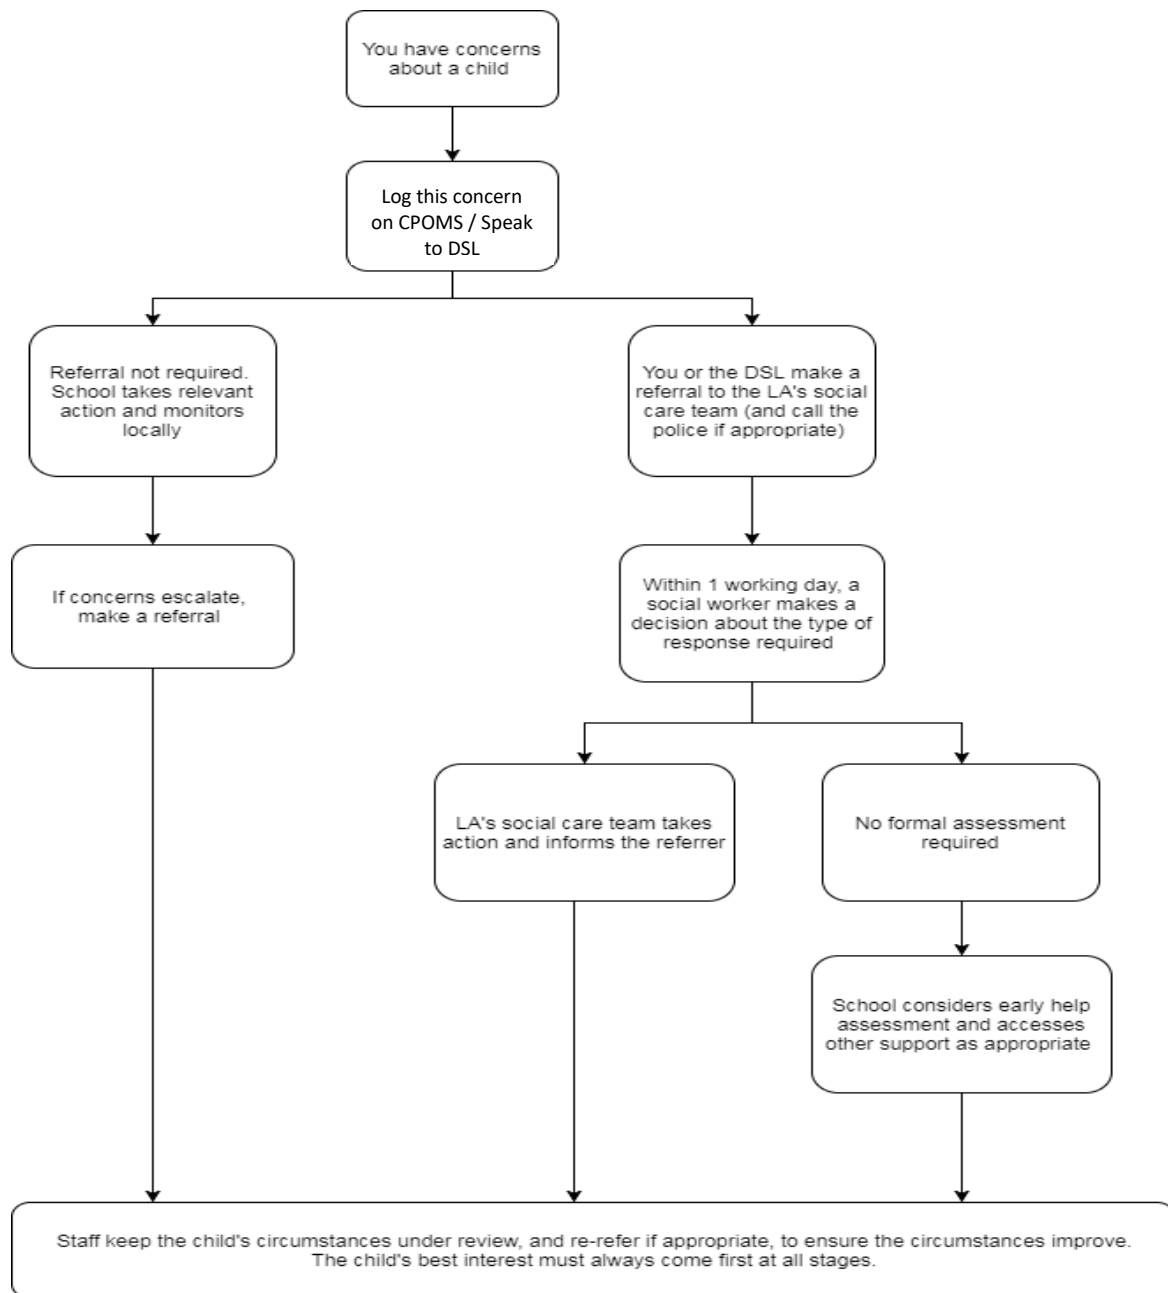 You have concerns
about a child
Log this concern
on CPOMS / Speak
to DSL
Referral not required.
School takes relevant
action and monitors
locally
You or the DSL make a
referral to the LA's social
care team (and call the
police if appropriate)
If concerns escalate,
make a referral
Within 1 working day, a
social worker makes a
decision about the type of
response required
LA's social care team takes
action and informs the referrer
No formal assessment
required
School considers early help
assessment and accesses
other support as appropriate
Staff keep the child's circumstances under review, and re-refer if appropriate, to ensure the circumstances improve.
The child's best interest must always come first at all stages.